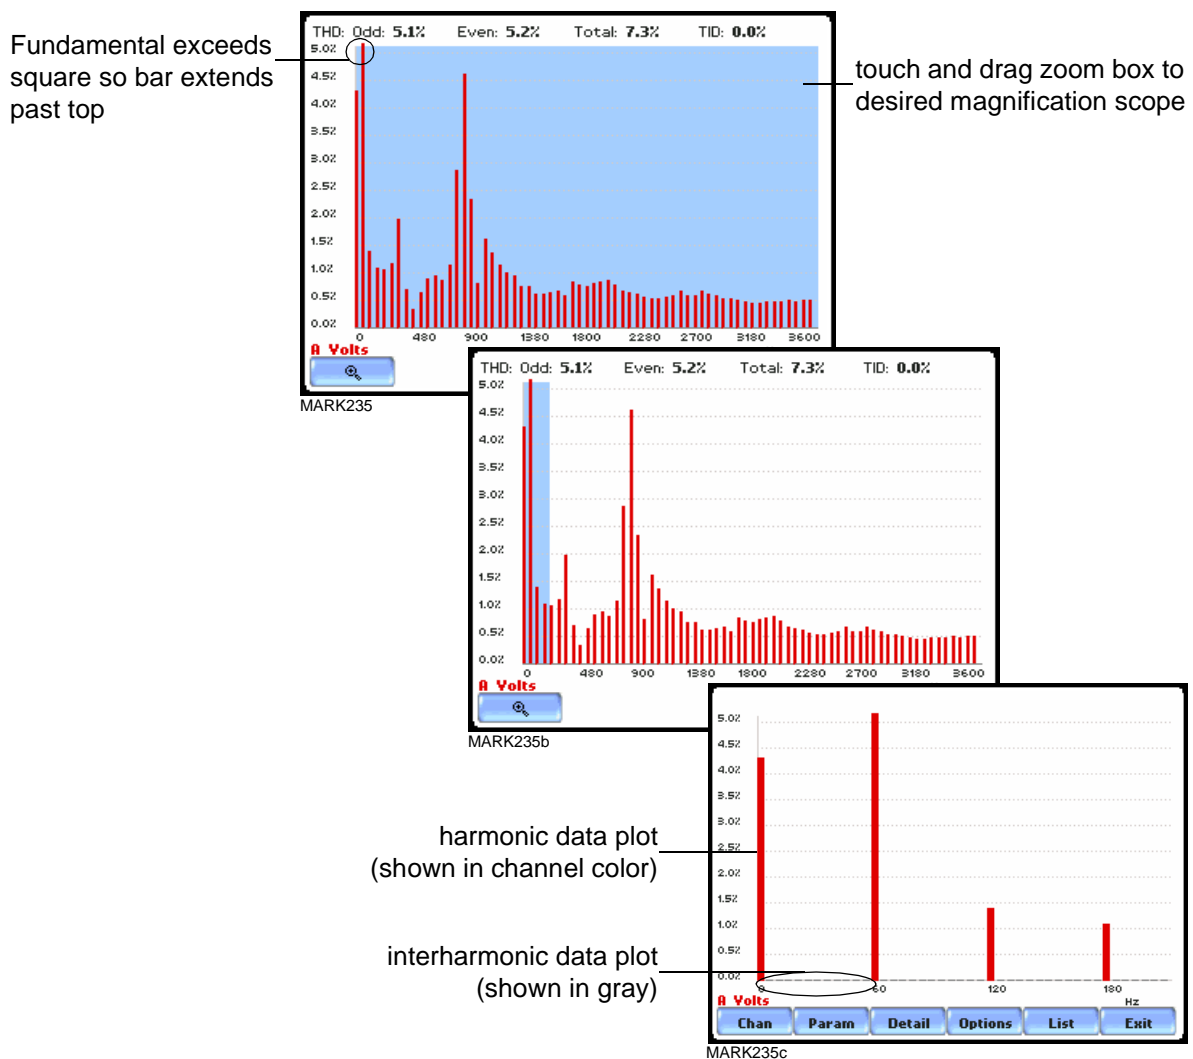 Fundamental exceeds
square so bar extends
past top
THD: Odd: 5.1% Even: 5.2% Total: 7.3% TID: 0.0%
5.0%
4.5%
4.0%
3.5%
3.0%
2.5%
2.0%
1.5%
1.0%
0.5%
0.0%
0 480 900 1380 1800 2280 2700 3180 3600
A Volts
MARK235
touch and drag zoom box to
desired magnification scope
THD: Odd: 5.1% Even: 5.2% Total: 7.3% TID: 0.0%
5.0%
4.5%
4.0%
3.5%
3.0%
2.5%
2.0%
1.5%
1.0%
0.5%
0.0%
0 480 900 1380 1800 2280 2700 3180 3600
A Volts
MARK235b
harmonic data plot
(shown in channel color)
interharmonic data plot
(shown in gray)
5.0%
4.5%
4.0%
3.5%
3.0%
2.5%
2.0%
1.5%
1.0%
0.5%
0.0%
0 60 120 180
A Volts Hz
Chan Param Detail Options List Exit
MARK235c